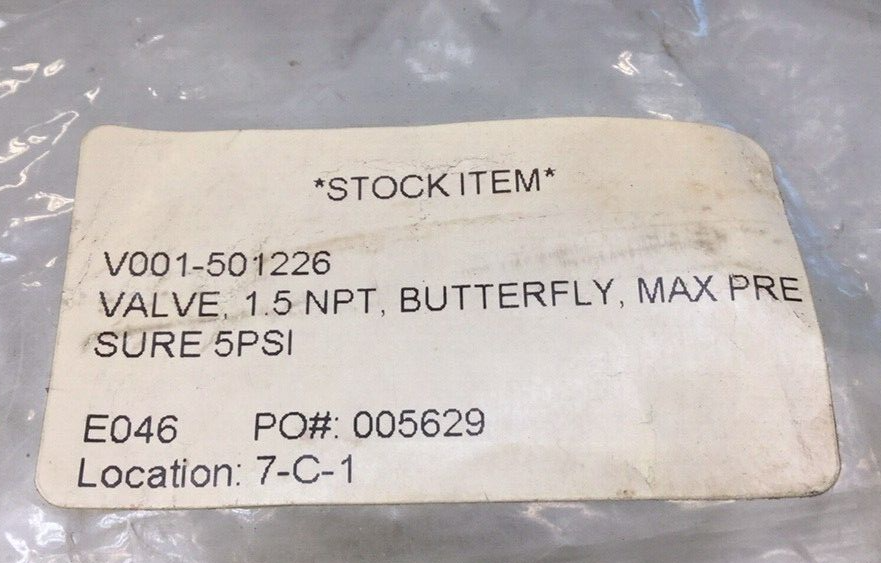 *STOCK ITEM*
V001-501226
VALVE, 1.5 NPT, BUTTERFLY, MAX PRE
SURE 5PSI
E046 PO#: 005629
Location: 7-C-1